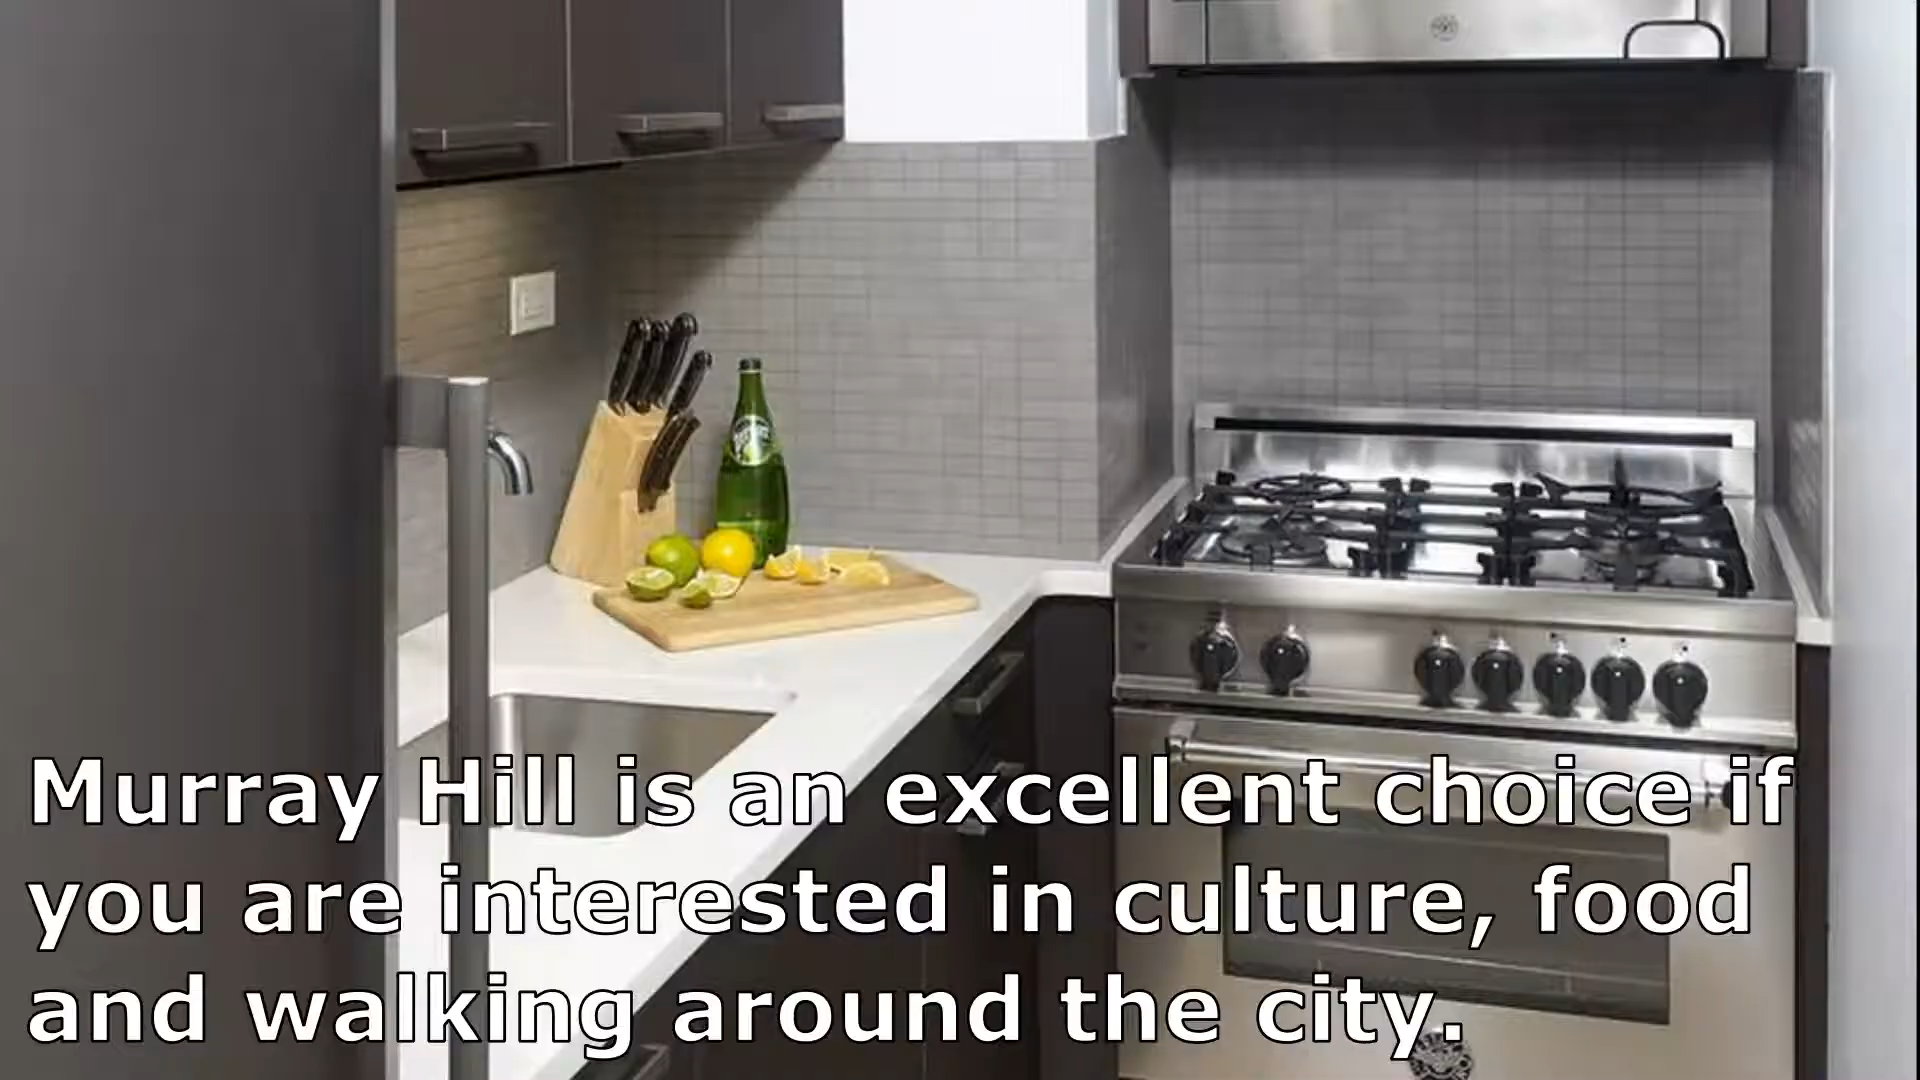 Murray Hill is an excellent choice if
you are interested in culture, food
and walking around the city.